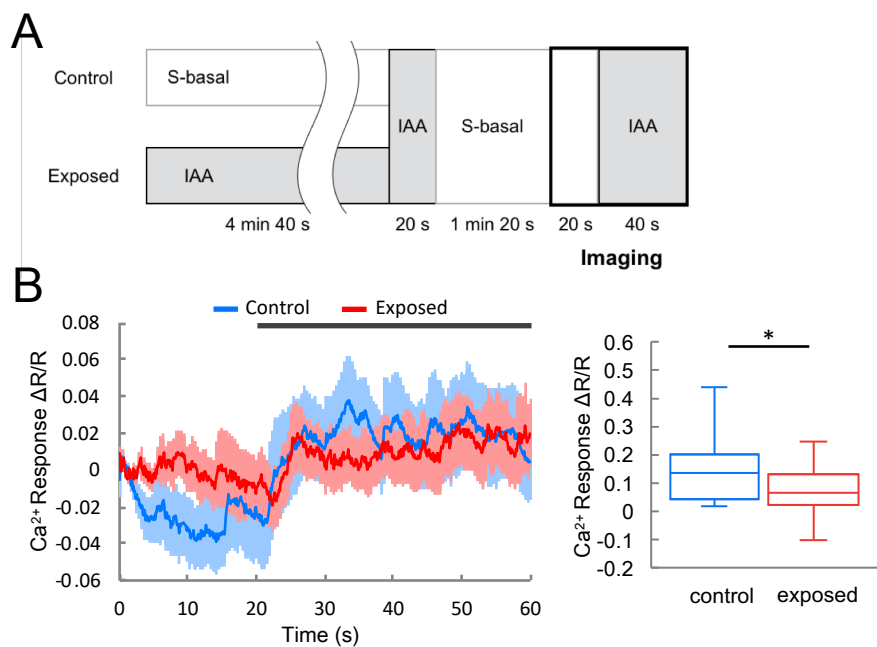 A
Control
S-basal
IAA
S-basal
IAA
Exposed
IAA
4 min 40 s
20 s
1 min 20 s
20 s
40 s
Imaging
B
Control
Exposed
0.08
0.06
0.04
0.02
0
-0.02
-0.04
-0.06
Ca²⁺ Response ΔR/R
0
10
20
30
40
50
60
Time (s)
*
0.6
0.5
0.4
0.3
0.2
0.1
0
-0.1
-0.2
Ca²⁺ Response ΔR/R
control
exposed